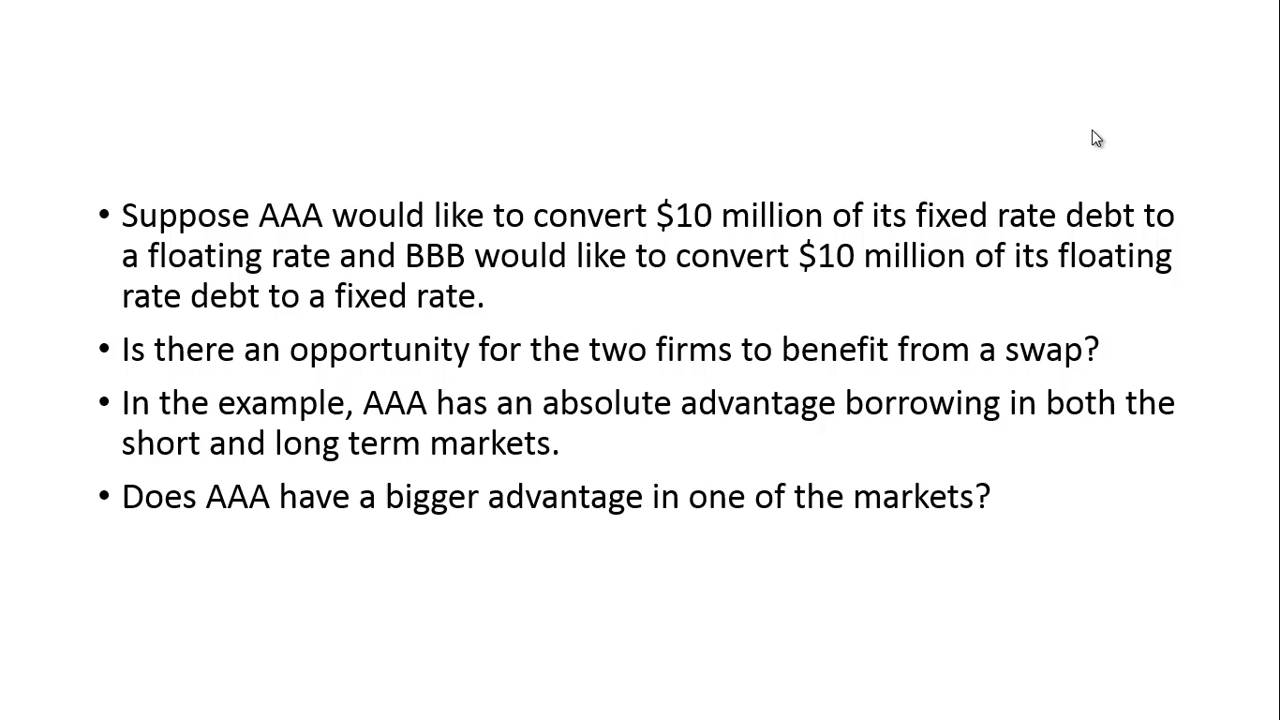 • Suppose AAA would like to convert $10 million of its fixed rate debt to
a floating rate and BBB would like to convert $10 million of its floating
rate debt to a fixed rate.
• Is there an opportunity for the two firms to benefit from a swap?
• In the example, AAA has an absolute advantage borrowing in both the
short and long term markets.
• Does AAA have a bigger advantage in one of the markets?